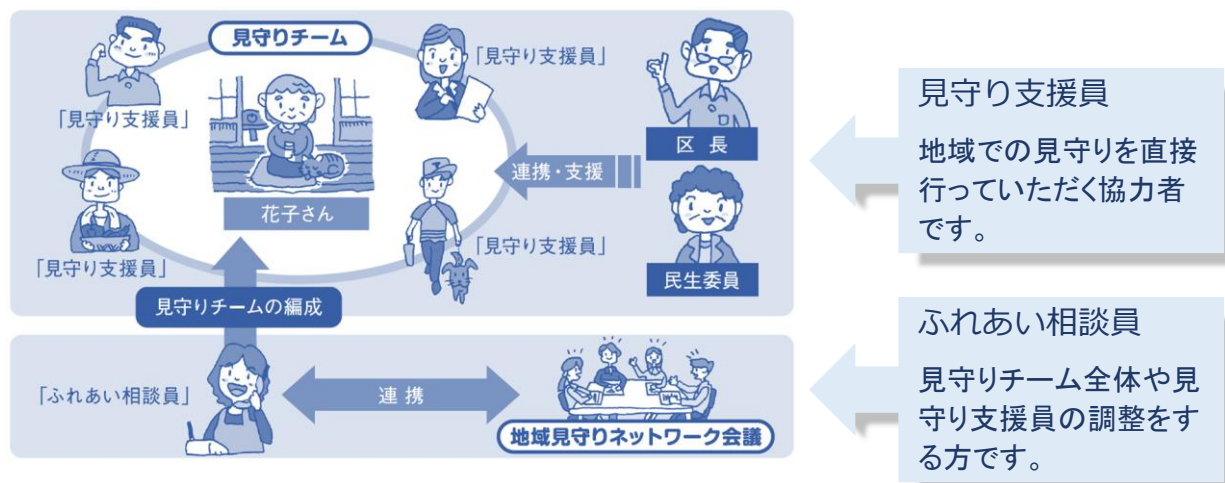 見守りチーム
「見守り支援員」
「見守り支援員」
「見守り支援員」
「見守り支援員」
花子さん
連携・支援
区長
民生委員
見守りチームの編成
「ふれあい相談員」
連携
地域見守りネットワーク会議
見守り支援員
地域での見守りを直接
行っていただく協力者
です。
ふれあい相談員
見守りチーム全体や見
守り支援員の調整をす
る方です。